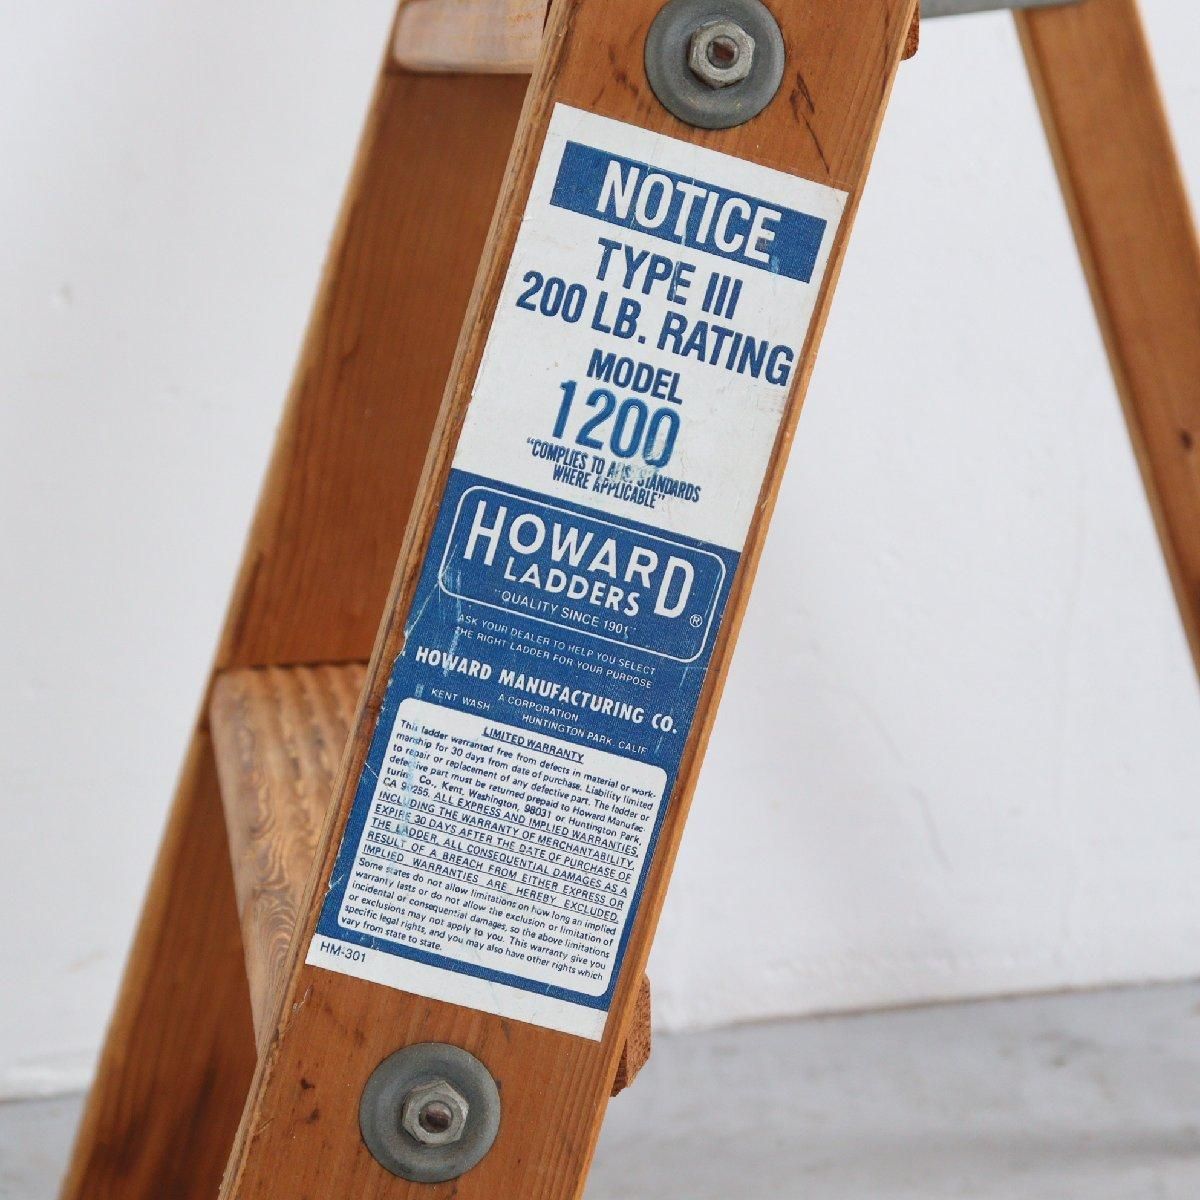 NOTICE
TYPE III
200 LB. RATING
MODEL
1200
"COMPLIES TO STANDARDS
WHERE APPLICABLE"
HOWARD
LADDERS ®
"QUALITY SINCE 1901"
ASK YOUR DEALER TO HELP YOU SELECT
THE RIGHT LADDER FOR YOUR PURPOSE
HOWARD MANUFACTURING CO.
A CORPORATION
KENT WASH HUNTINGTON PARK, CALIF
LIMITED WARRANTY
This ladder warranted free from defects in material or work-
manship for 30 days from date of purchase. Liability limited
to repair or replacement of any defective part. The ladder or
defective part must be returned prepaid to Howard Manufac
turing Co., Kent, Washington, 98031 or Huntington Park,
CA 90255. ALL EXPRESS AND IMPLIED WARRANTIES,
INCLUDING THE WARRANTY OF MERCHANTABILITY,
EXPIRE 30 DAYS AFTER THE DATE OF PURCHASE OF
THE LADDER. ALL CONSEQUENTIAL DAMAGES AS A
RESULT OF A BREACH FROM EITHER EXPRESS OR
IMPLIED WARRANTIES ARE HEREBY EXCLUDED.
Some states do not allow limitations on how long an implied
warranty lasts or do not allow the exclusion or limitation of
incidental or consequential damages, so the above limitations
or exclusions may not apply to you. This warranty give you
specific legal rights, and you may also have other rights which
vary from state to state.
HM-301